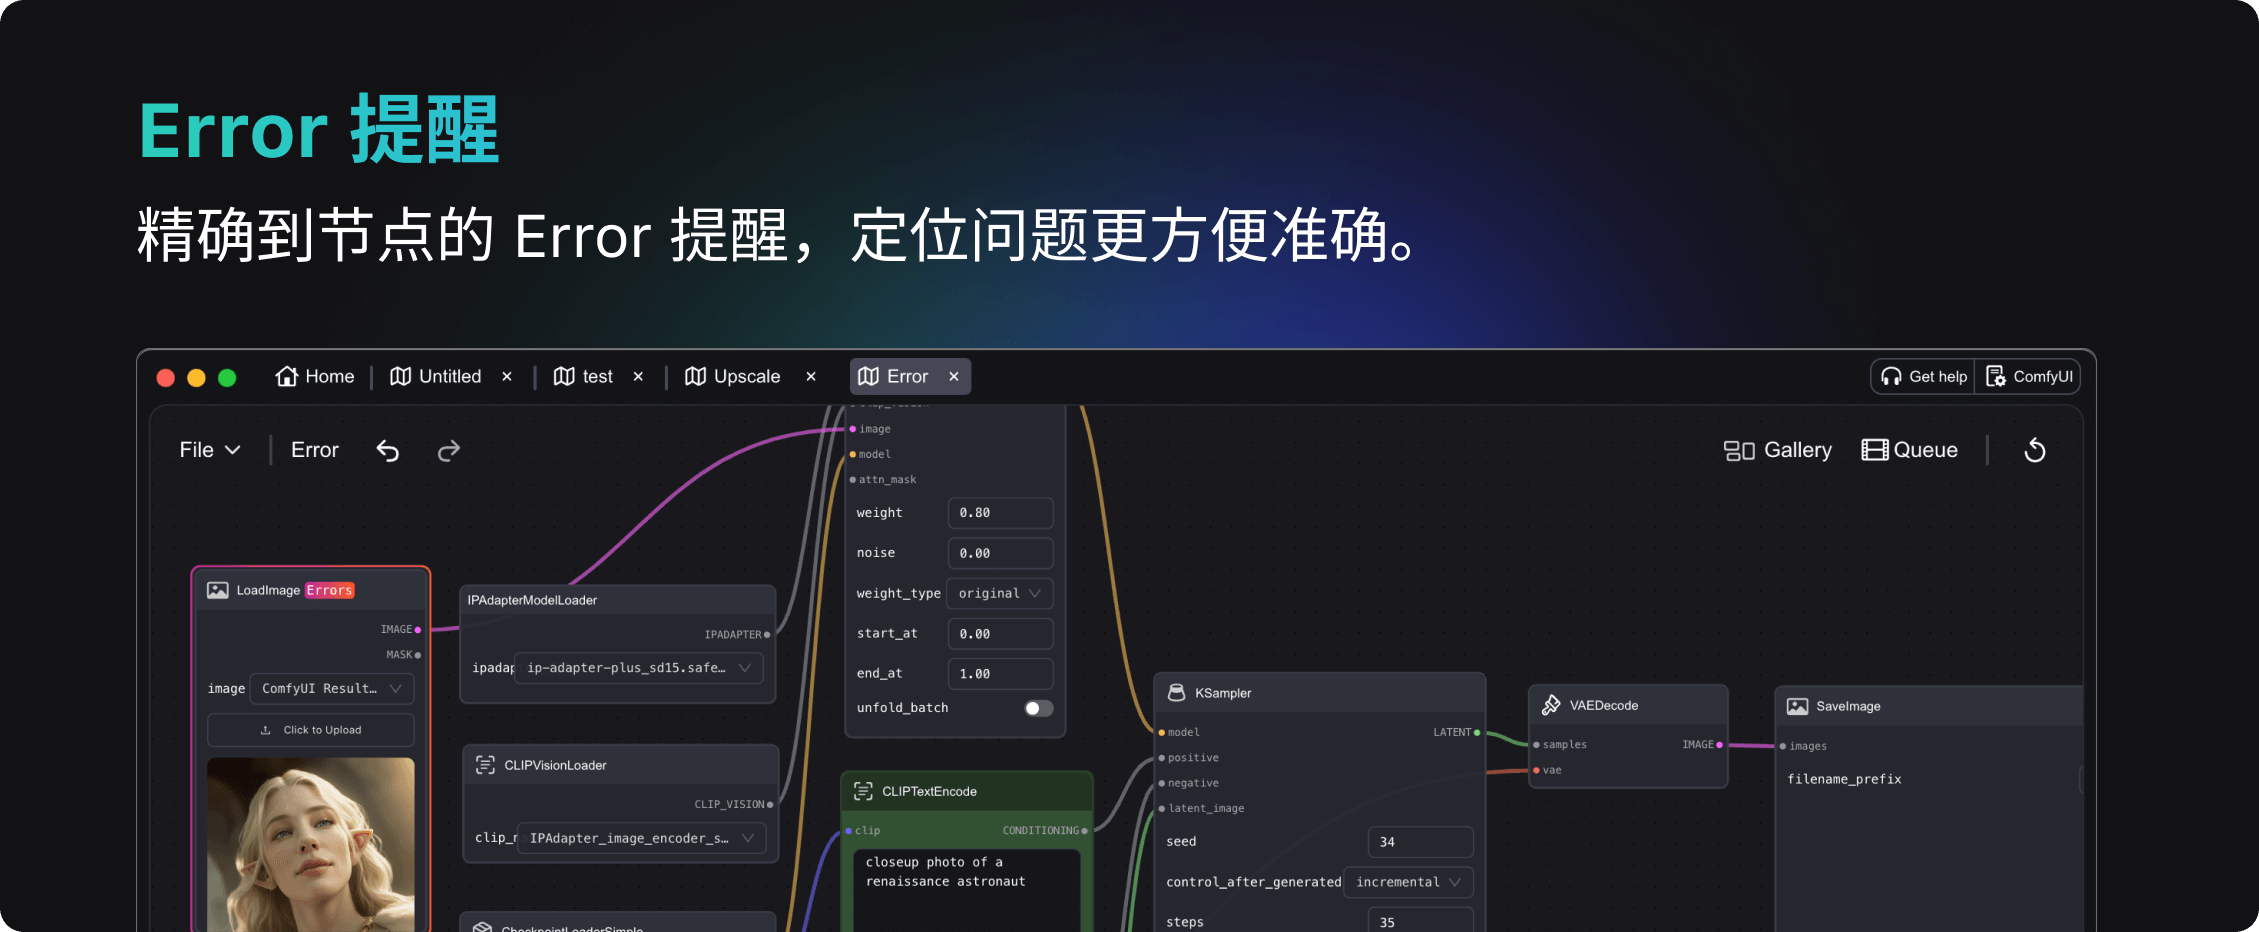 Error 提醒
精确到节点的 Error 提醒，定位问题更方便准确。
Home
Untitled
test
Upscale
Error
Get help
ComfyUI
File
Error
Gallery
Queue
image
model
attn_mask
weight 0.80
noise 0.00
weight_type original
start_at 0.00
end_at 1.00
unfold_batch
LoadImage Errors
IMAGE
MASK
image ComfyUI Result…
Click to Upload
IPAdapterModelLoader
IPADAPTER
ipadap ip-adapter-plus_sd15.safe…
CLIPVisionLoader
CLIP_VISION
clip_n IPAdapter_image_encoder_s…
CheckpointLoaderSimple
CLIPTextEncode
clip CONDITIONING
closeup photo of a
renaissance astronaut
KSampler
model LATENT
positive
negative
latent_image
seed 34
control_after_generated incremental
steps 35
VAEDecode
samples IMAGE
vae
SaveImage
images
filename_prefix